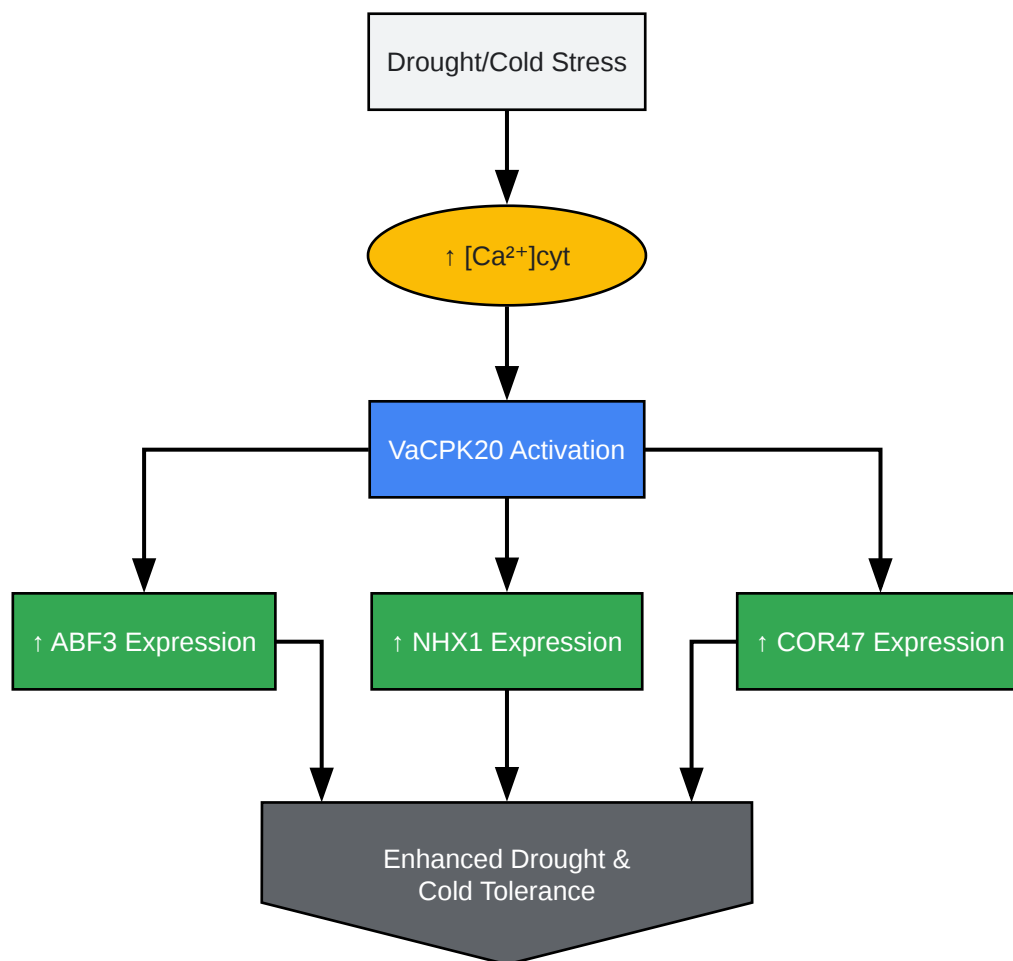 Drought/Cold Stress
↑ [Ca²⁺]cyt
VaCPK20 Activation
↑ ABF3 Expression
↑ NHX1 Expression
↑ COR47 Expression
Enhanced Drought &
Cold Tolerance